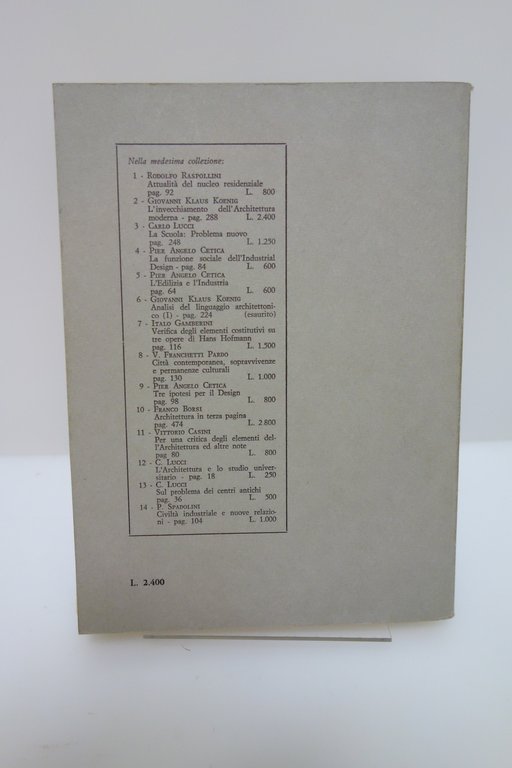 Nella medesima collezione:
1 - Rodolfo Raspollini
Attualità del nucleo residenziale
pag. 92 L. 800
2 - Giovanni Klaus Koenig
L'invecchiamento dell'Architettura
moderna - pag. 288 L. 2.400
3 - Carlo Lucci
La Scuola: Problema nuovo
pag. 248 L. 1.250
4 - Pier Angelo Cetica
La funzione sociale dell'Industrial
Design - pag. 84 L. 600
5 - Pier Angelo Cetica
L'Edilizia e l'Industria
pag. 64 L. 600
6 - Giovanni Klaus Koenig
Analisi del linguaggio architettoni-
co (I) - pag. 224 (esaurito)
7 - Italo Gamberini
Verifica degli elementi costitutivi su
tre opere di Hans Hofmann
pag. 116 L. 1.500
8 - V. Franchetti Pardo
Città contemporanea, sopravvivenze
e permanenze culturali
pag. 130 L. 1.000
9 - Pier Angelo Cetica
Tre ipotesi per il Design
pag. 98 L. 800
10 - Franco Borsi
Architettura in terza pagina
pag. 474 L. 2.800
11 - Vittorio Casini
Per una critica degli elementi del-
l'Architettura ed altre note
pag 80 L. 800
12 - C. Lucci
L'Architettura e lo studio univer-
sitario - pag. 18 L. 250
13 - C. Lucci
Sul problema dei centri antichi
pag. 36 L. 500
14 - P. Spadolini
Civiltà industriale e nuove relazio-
ni - pag. 104 L. 1.000
L. 2.400